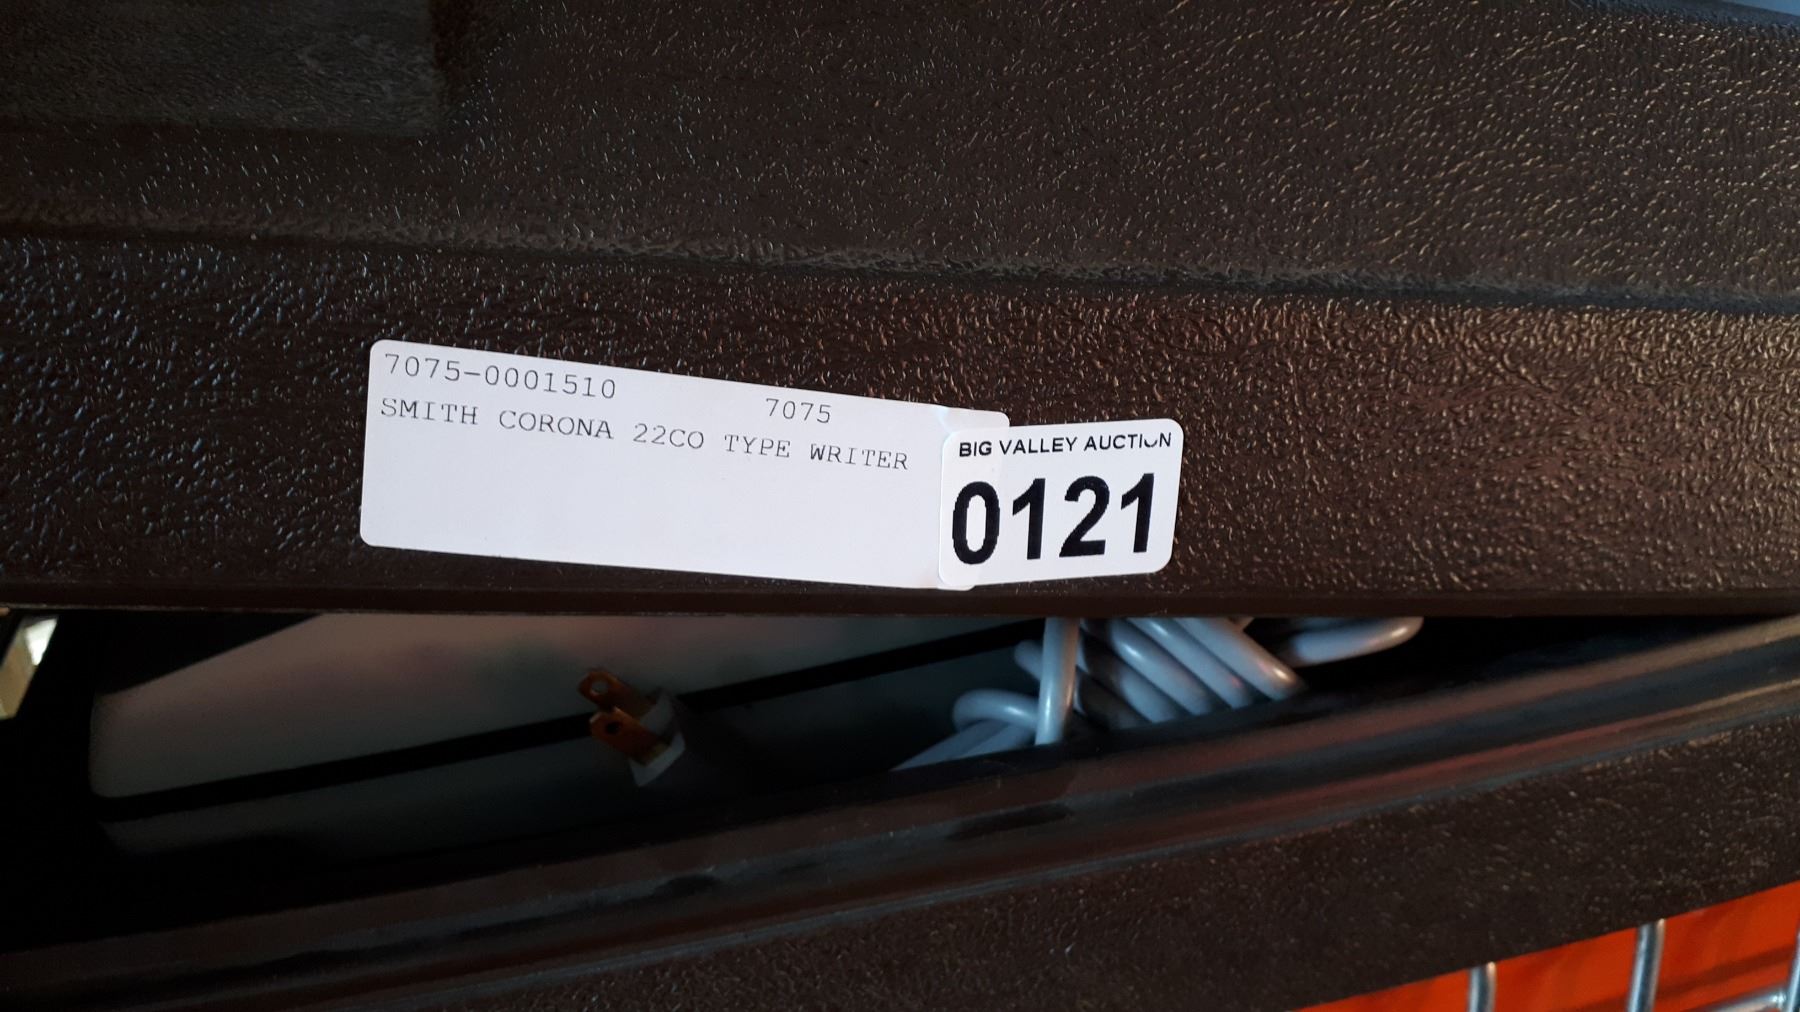 7075-0001510 7075
SMITH CORONA 22CO TYPE WRITER
BIG VALLEY AUCTION
0121